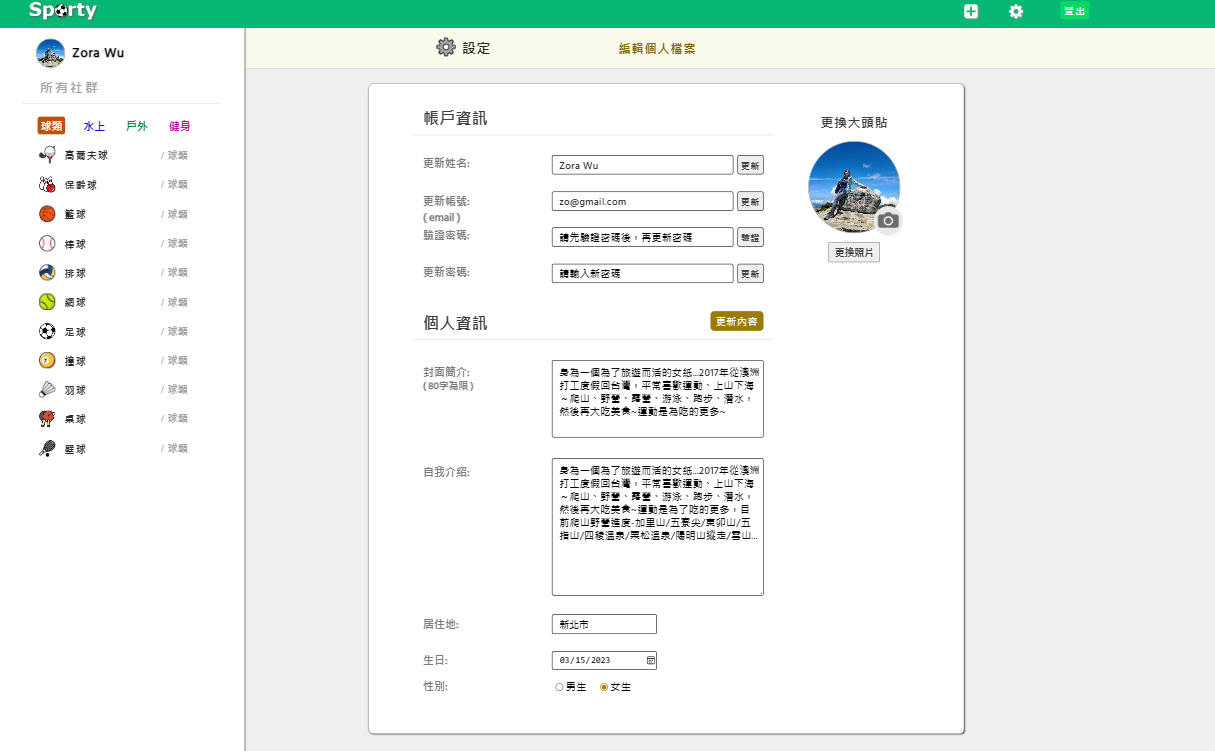 Sporty
登出
Zora Wu
所有社群
球類 水上 戶外 健身
高爾夫球 / 球類
保齡球 / 球類
籃球 / 球類
棒球 / 球類
排球 / 球類
網球 / 球類
足球 / 球類
撞球 / 球類
羽球 / 球類
桌球 / 球類
壁球 / 球類
設定 編輯個人檔案
帳戶資訊
更新姓名: Zora Wu 更新
更新帳號: zo@gmail.com 更新
(email)
驗證密碼: 請先驗證密碼後，再更新密碼 驗證
更新密碼: 請輸入新密碼 更新
個人資訊 更新內容
封面簡介:
(80字為限)
身為一個為了旅遊而活的女紙...2017年從澳洲
打工度假回台灣，平常喜歡運動、上山下海
～爬山、野營、露營、游泳、跑步、潛水，
然後再大吃美食~運動是為吃的更多~
自我介紹:
身為一個為了旅遊而活的女紙...2017年從澳洲
打工度假回台灣，平常喜歡運動、上山下海
～爬山、野營、露營、游泳、跑步、潛水，
然後再大吃美食~運動是為了吃的更多，目
前爬山野營進度-加里山/五寮尖/東卯山/五
指山/四稜溫泉/栗松溫泉/陽明山縱走/雪山...
居住地: 新北市
生日: 03/15/2023
性別: 男生 女生
更換大頭貼
更換照片